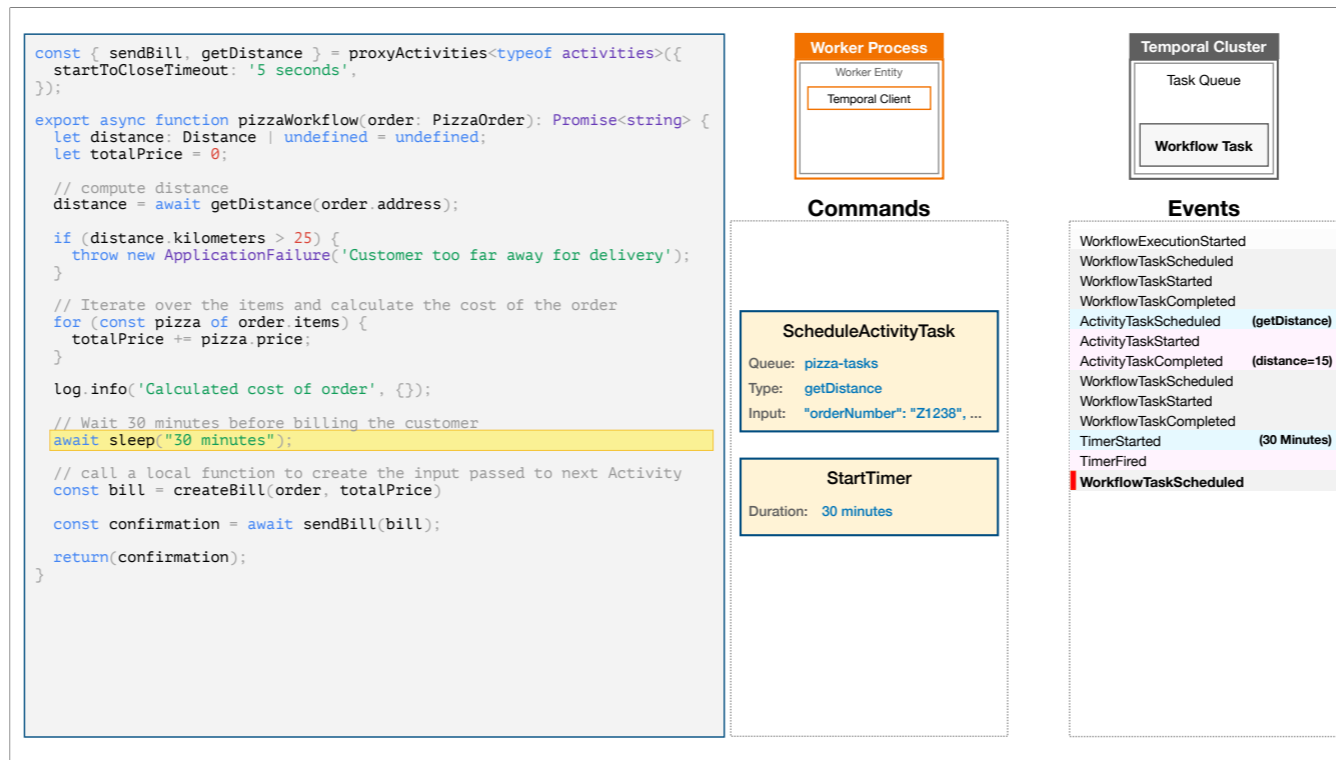 const { sendBill, getDistance } = proxyActivities<typeof activities>({
  startToCloseTimeout: '5 seconds',
});
export async function pizzaWorkflow(order: PizzaOrder): Promise<string> {
  let distance: Distance | undefined = undefined;
  let totalPrice = 0;
  // compute distance
  distance = await getDistance(order.address);
  if (distance.kilometers > 25) {
    throw new ApplicationFailure('Customer too far away for delivery');
  }
  // Iterate over the items and calculate the cost of the order
  for (const pizza of order.items) {
    totalPrice += pizza.price;
  }
  log.info('Calculated cost of order', {});
  // Wait 30 minutes before billing the customer
  await sleep("30 minutes");
  // call a local function to create the input passed to next Activity
  const bill = createBill(order, totalPrice)
  const confirmation = await sendBill(bill);
  return(confirmation);
}
Worker Process
Worker Entity
Temporal Client
Commands
ScheduleActivityTask
Queue: pizza-tasks
Type: getDistance
Input: "orderNumber": "Z1238", ...
StartTimer
Duration: 30 minutes
Temporal Cluster
Task Queue
Workflow Task
Events
WorkflowExecutionStarted
WorkflowTaskScheduled
WorkflowTaskStarted
WorkflowTaskCompleted
ActivityTaskScheduled (getDistance)
ActivityTaskStarted
ActivityTaskCompleted (distance=15)
WorkflowTaskScheduled
WorkflowTaskStarted
WorkflowTaskCompleted
TimerStarted (30 Minutes)
TimerFired
WorkflowTaskScheduled